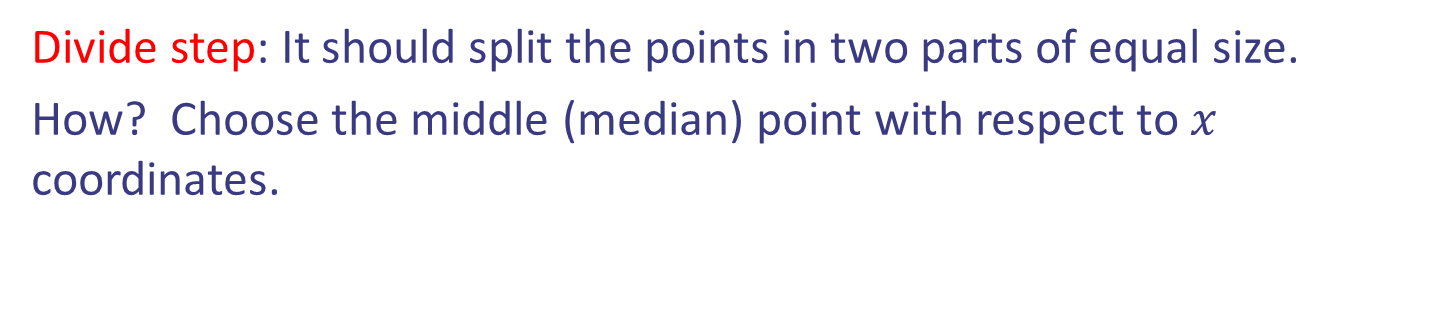 Divide step: It should split the points in two parts of equal size.
How? Choose the middle (median) point with respect to x
coordinates.